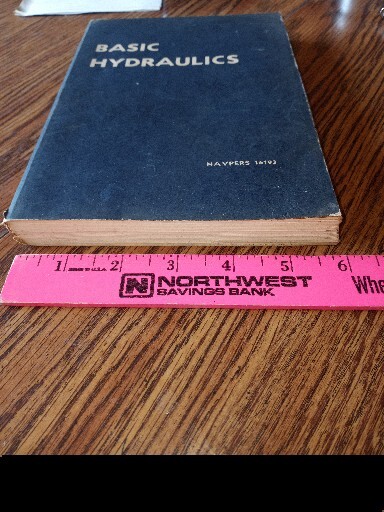 BASIC
HYDRAULICS
NAVPERS 16193
1 2 3 4 5 6
N NORTHWEST
SAVINGS BANK
Whe